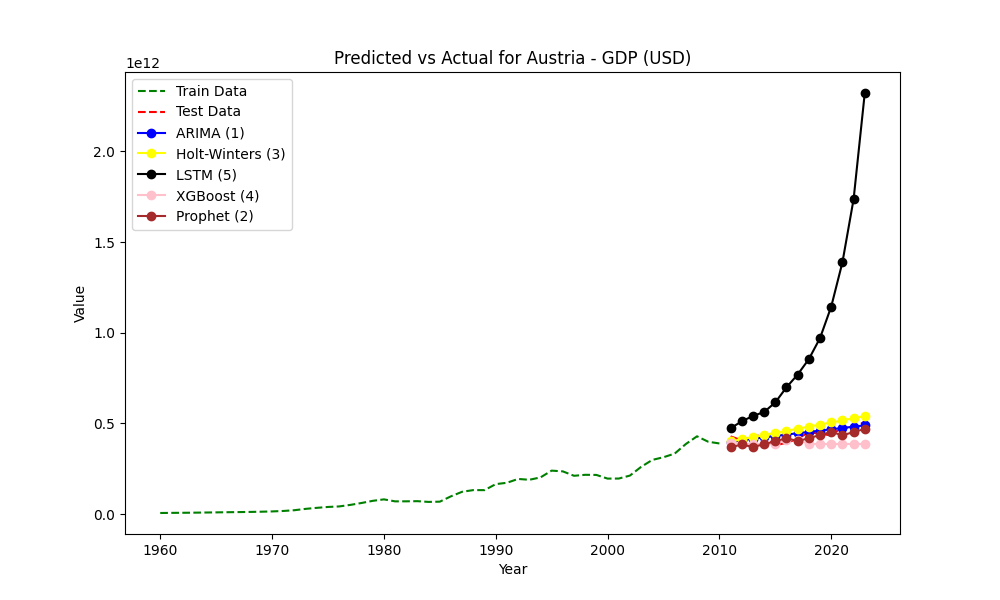 Predicted vs Actual for Austria - GDP (USD)
1e12
Train Data
Test Data
ARIMA (1)
Holt-Winters (3)
LSTM (5)
XGBoost (4)
Prophet (2)
2.0
1.5
1.0
0.5
0.0
Value
1960 1970 1980 1990 2000 2010 2020
Year